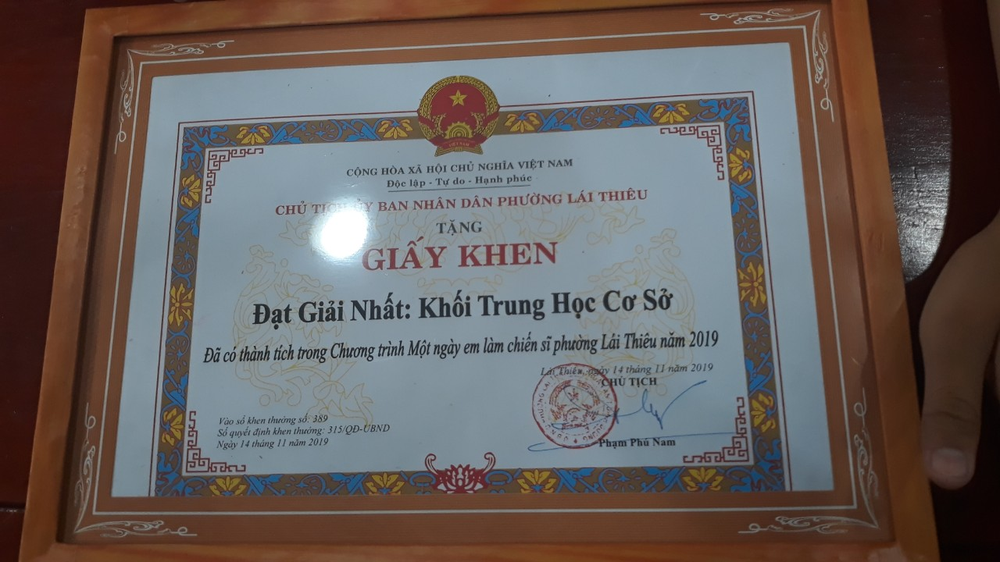 VIỆT NAM
CỘNG HÒA XÃ HỘI CHỦ NGHĨA VIỆT NAM
Độc lập - Tự do - Hạnh phúc
CHỦ TỊCH ỦY BAN NHÂN DÂN PHƯỜNG LÁI THIÊU
TẶNG
GIẤY KHEN
Đạt Giải Nhất: Khối Trung Học Cơ Sở
Đã có thành tích trong Chương trình Một ngày em làm chiến sĩ phường Lái Thiêu năm 2019
Lái Thiêu, ngày 14 tháng 11 năm 2019
CHỦ TỊCH
Phạm Phú Nam
Vào sổ khen thưởng số: 389
Số quyết định khen thưởng: 315/QĐ-UBND
Ngày 14 tháng 11 năm 2019